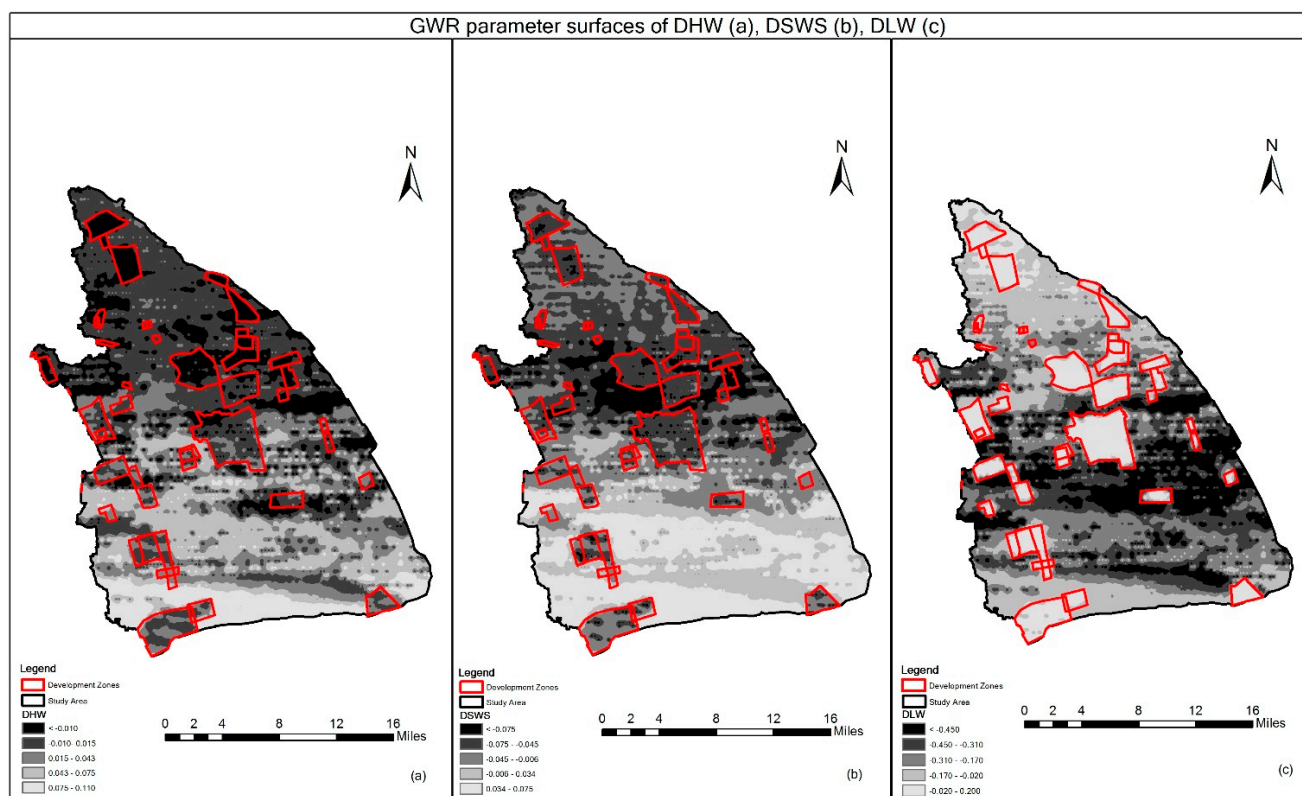 GWR parameter surfaces of DHW (a), DSWS (b), DLW (c)
N
Legend
Development Zones
Study Area
DHW
< -0.010
-0.010- 0.015
0.015 - 0.043
0.043 - 0.075
0.075 - 0.110
0 2 4 8 12 16
Miles
(a)
N
Legend
Development Zones
Study Area
DSWS
< -0.075
-0.075 - -0.045
-0.045 - -0.006
-0.006 - 0.034
0.034 - 0.075
0 2 4 8 12 16
Miles
(b)
N
Legend
Development Zones
Study Area
DLW
< -0.450
-0.450 - -0.310
-0.310 - -0.170
-0.170 - -0.020
-0.020 - 0.200
0 2 4 8 12 16
Miles
(c)